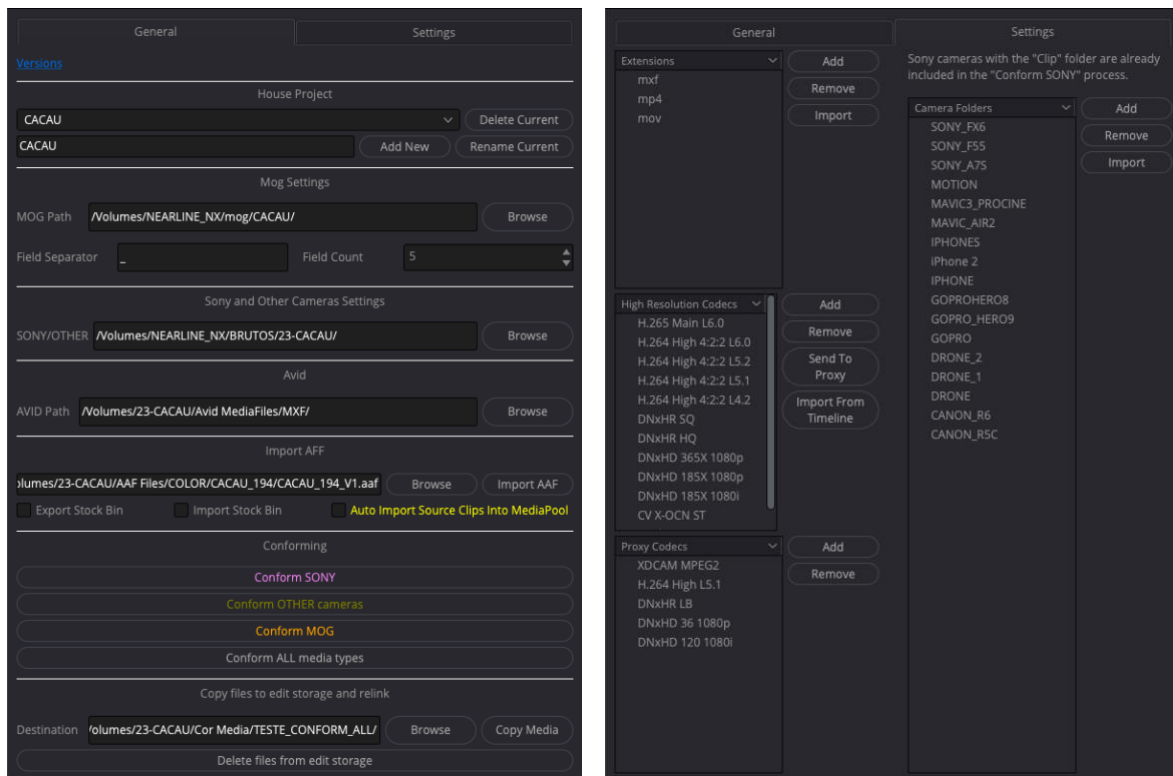 General Settings
Versions
House Project
CACAU Delete Current
CACAU Add New Rename Current
Mog Settings
MOG Path /Volumes/NEARLINE_NX/mog/CACAU/ Browse
Field Separator _ Field Count 5
Sony and Other Cameras Settings
SONY/OTHER /Volumes/NEARLINE_NX/BRUTOS/23-CACAU/ Browse
Avid
AVID Path /Volumes/23-CACAU/Avid MediaFiles/MXF/ Browse
Import AFF
olumes/23-CACAU/AAF Files/COLOR/CACAU_194/CACAU_194_V1.aaf Browse Import AAF
Export Stock Bin Import Stock Bin Auto Import Source Clips Into MediaPool
Conforming
Conform SONY
Conform OTHER cameras
Conform MOG
Conform ALL media types
Copy files to edit storage and relink
Destination /olumes/23-CACAU/Cor Media/TESTE_CONFORM_ALL/ Browse Copy Media
Delete files from edit storage
General Settings
Extensions
mxf
mp4
mov
Add
Remove
Import
High Resolution Codecs
H.265 Main L6.0
H.264 High 4:2:2 L6.0
H.264 High 4:2:2 L5.2
H.264 High 4:2:2 L5.1
H.264 High 4:2:2 L4.2
DNxHR SQ
DNxHR HQ
DNxHD 365X 1080p
DNxHD 185X 1080p
DNxHD 185X 1080i
CV X-OCN ST
Add
Remove
Send To
Proxy
Import From
Timeline
Proxy Codecs
XDCAM MPEG2
H.264 High L5.1
DNxHR LB
DNxHD 36 1080p
DNxHD 120 1080i
Add
Remove
Sony cameras with the "Clip" folder are already
included in the "Conform SONY" process.
Camera Folders
SONY_FX6
SONY_F55
SONY_A7S
MOTION
MAVIC3_PROCINE
MAVIC_AIR2
IPHONES
iPhone 2
IPHONE
GOPROHERO8
GOPRO_HERO9
GOPRO
DRONE_2
DRONE_1
DRONE
CANON_R6
CANON_R5C
Add
Remove
Import